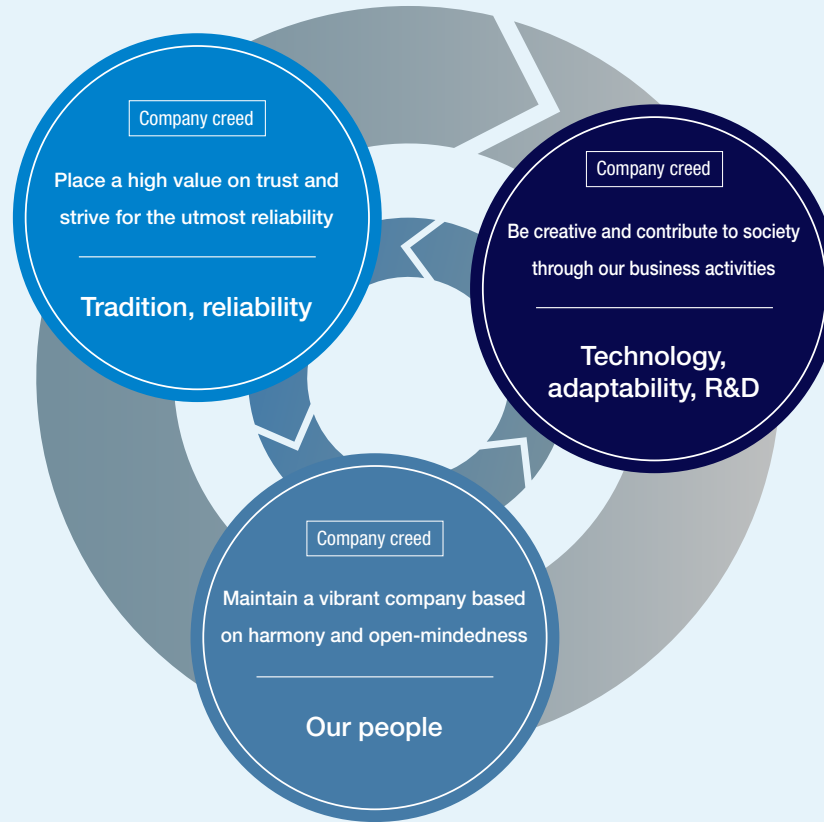 Company creed
Place a high value on trust and
strive for the utmost reliability
Tradition, reliability
Company creed
Be creative and contribute to society
through our business activities
Technology,
adaptability, R&D
Company creed
Maintain a vibrant company based
on harmony and open-mindedness
Our people